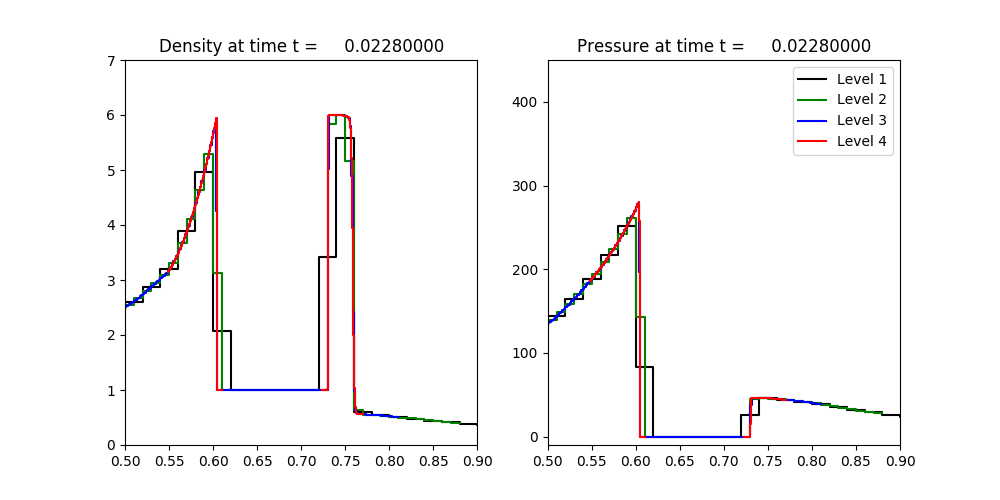 Density at time t = 0.02280000
7
6
5
4
3
2
1
0
0.50 0.55 0.60 0.65 0.70 0.75 0.80 0.85 0.90
Pressure at time t = 0.02280000
400
300
200
100
0
0.50 0.55 0.60 0.65 0.70 0.75 0.80 0.85 0.90
Level 1
Level 2
Level 3
Level 4